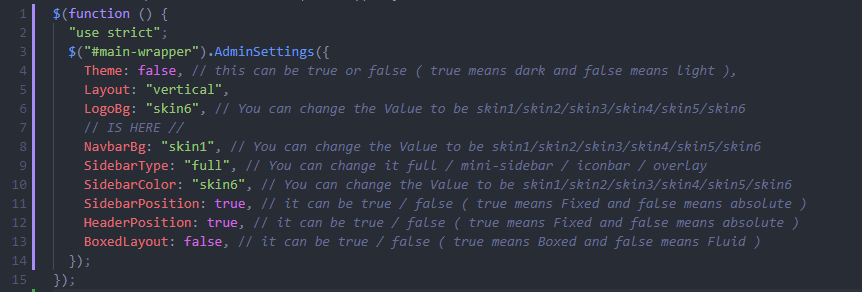 1 $(function () {
2 "use strict";
3 $("#main-wrapper").AdminSettings({
4 Theme: false, // this can be true or false ( true means dark and false means light ),
5 Layout: "vertical",
6 LogoBg: "skin6", // You can change the Value to be skin1/skin2/skin3/skin4/skin5/skin6
7 // IS HERE //
8 NavbarBg: "skin1", // You can change the Value to be skin1/skin2/skin3/skin4/skin5/skin6
9 SidebarType: "full", // You can change it full / mini-sidebar / iconbar / overlay
10 SidebarColor: "skin6", // You can change the Value to be skin1/skin2/skin3/skin4/skin5/skin6
11 SidebarPosition: true, // it can be true / false ( true means Fixed and false means absolute )
12 HeaderPosition: true, // it can be true / false ( true means Fixed and false means absolute )
13 BoxedLayout: false, // it can be true / false ( true means Boxed and false means Fluid )
14 });
15 });